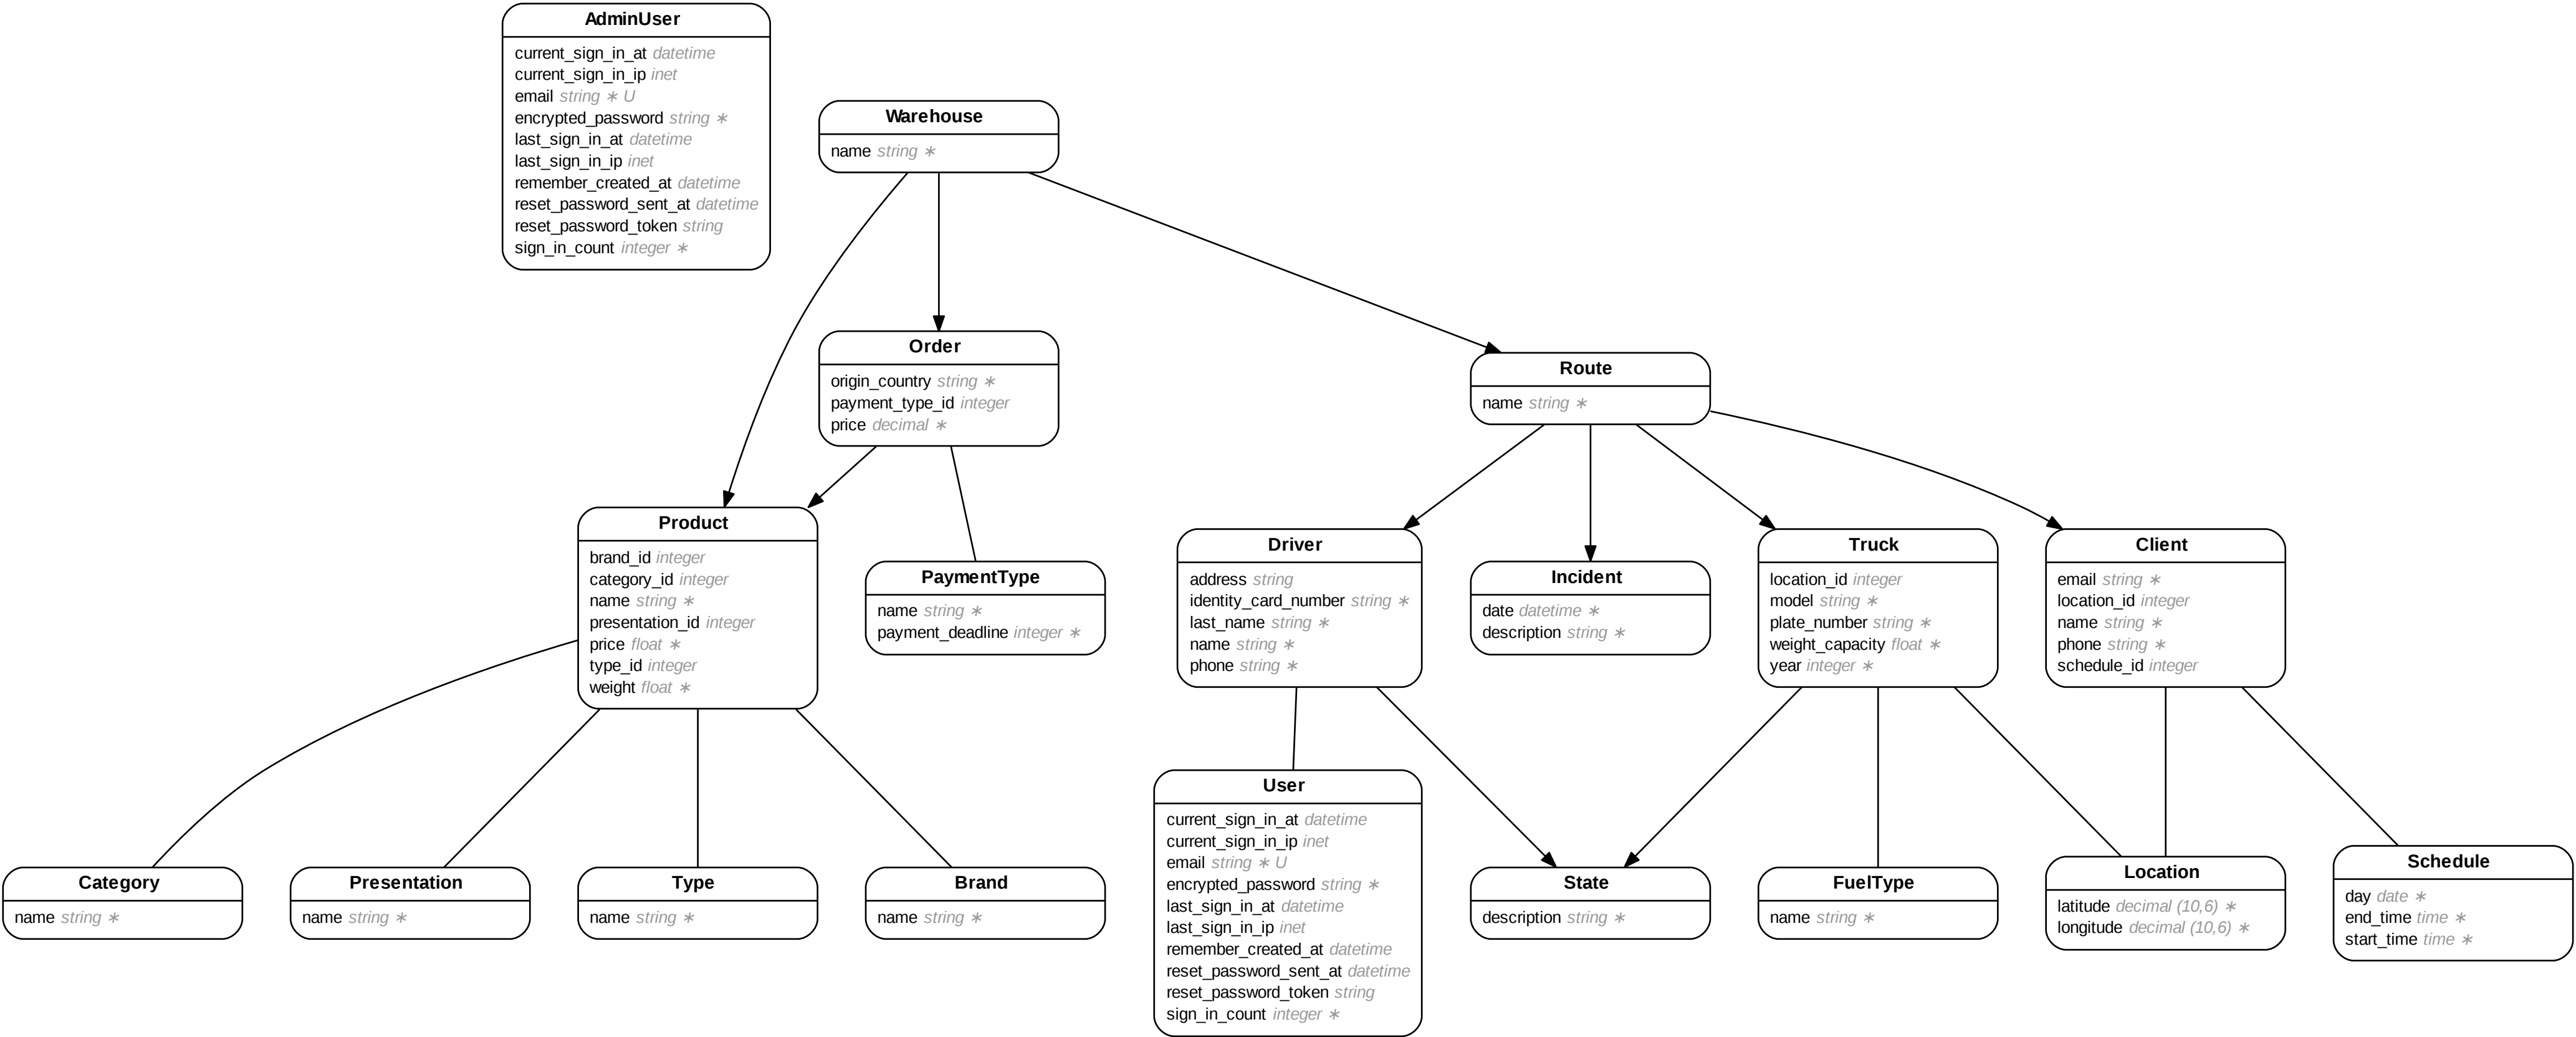 AdminUser
current_sign_in_at datetime
current_sign_in_ip inet
email string ∗ U
encrypted_password string ∗
last_sign_in_at datetime
last_sign_in_ip inet
remember_created_at datetime
reset_password_sent_at datetime
reset_password_token string
sign_in_count integer ∗
Warehouse
name string ∗
Order
origin_country string ∗
payment_type_id integer
price decimal ∗
Route
name string ∗
Product
brand_id integer
category_id integer
name string ∗
presentation_id integer
price float ∗
type_id integer
weight float ∗
PaymentType
name string ∗
payment_deadline integer ∗
Driver
address string
identity_card_number string ∗
last_name string ∗
name string ∗
phone string ∗
Incident
date datetime ∗
description string ∗
Truck
location_id integer
model string ∗
plate_number string ∗
weight_capacity float ∗
year integer ∗
Client
email string ∗
location_id integer
name string ∗
phone string ∗
schedule_id integer
Category
name string ∗
Presentation
name string ∗
Type
name string ∗
Brand
name string ∗
User
current_sign_in_at datetime
current_sign_in_ip inet
email string ∗ U
encrypted_password string ∗
last_sign_in_at datetime
last_sign_in_ip inet
remember_created_at datetime
reset_password_sent_at datetime
reset_password_token string
sign_in_count integer ∗
State
description string ∗
FuelType
name string ∗
Location
latitude decimal (10,6) ∗
longitude decimal (10,6) ∗
Schedule
day date ∗
end_time time ∗
start_time time ∗